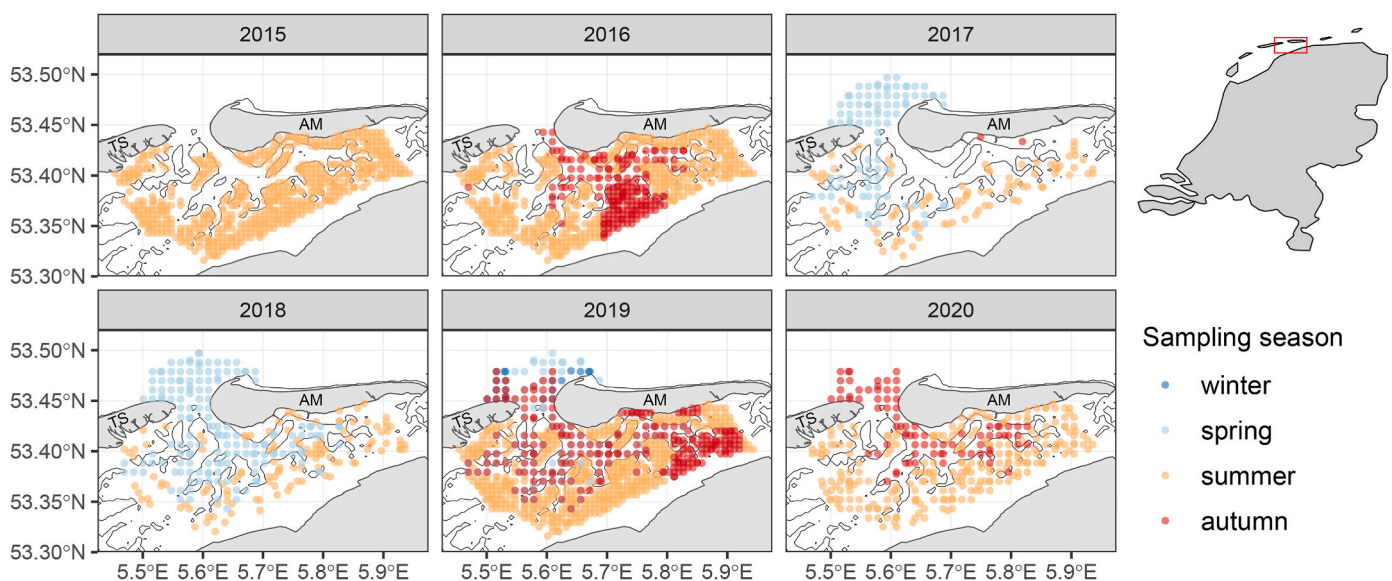 2015 2016 2017
53.50°N
53.45°N
53.40°N
53.35°N
53.30°N
TS AM
TS AM
TS AM
2018 2019 2020
53.50°N
53.45°N
53.40°N
53.35°N
53.30°N
TS AM
TS AM
TS AM
5.5°E 5.6°E 5.7°E 5.8°E 5.9°E
5.5°E 5.6°E 5.7°E 5.8°E 5.9°E
5.5°E 5.6°E 5.7°E 5.8°E 5.9°E
Sampling season
winter
spring
summer
autumn